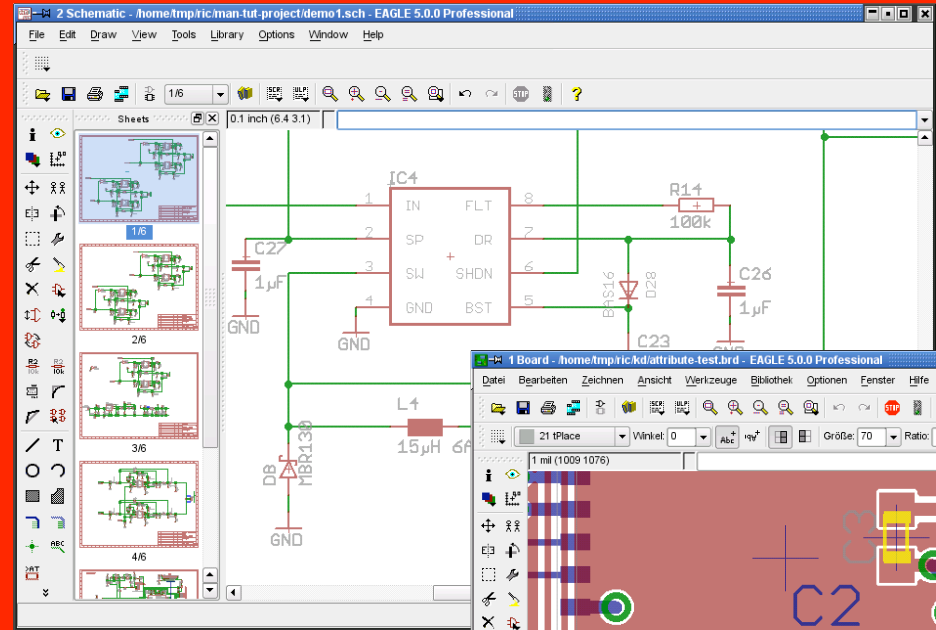 2 Schematic - /home/tmp/ric/man-tut-project/demo1.sch - EAGLE 5.0.0 Professional
File Edit Draw View Tools Library Options Window Help
1/6
Sheets
0.1 inch (6.4 3.1)
1/6
2/6
3/6
4/6
IC4
1 IN FLT 8
2 SP DR 7
3 SW SHDN 6
4 GND BST 5
R14
100k
C27
1µF
GND
GND
BAS16
D28
C26
1µF
GND
C23
L4
15µH 6A
D8
MBR130
GND
1 Board - /home/tmp/ric/kd/attribute-test.brd - EAGLE 5.0.0 Professional
Datei Bearbeiten Zeichnen Ansicht Werkzeuge Bibliothek Optionen Fenster Hilfe
STOP
21 tPlace Winkel: 0 Abc Größe: 70 Ratio:
1 mil (1009 1076)
C3
C2